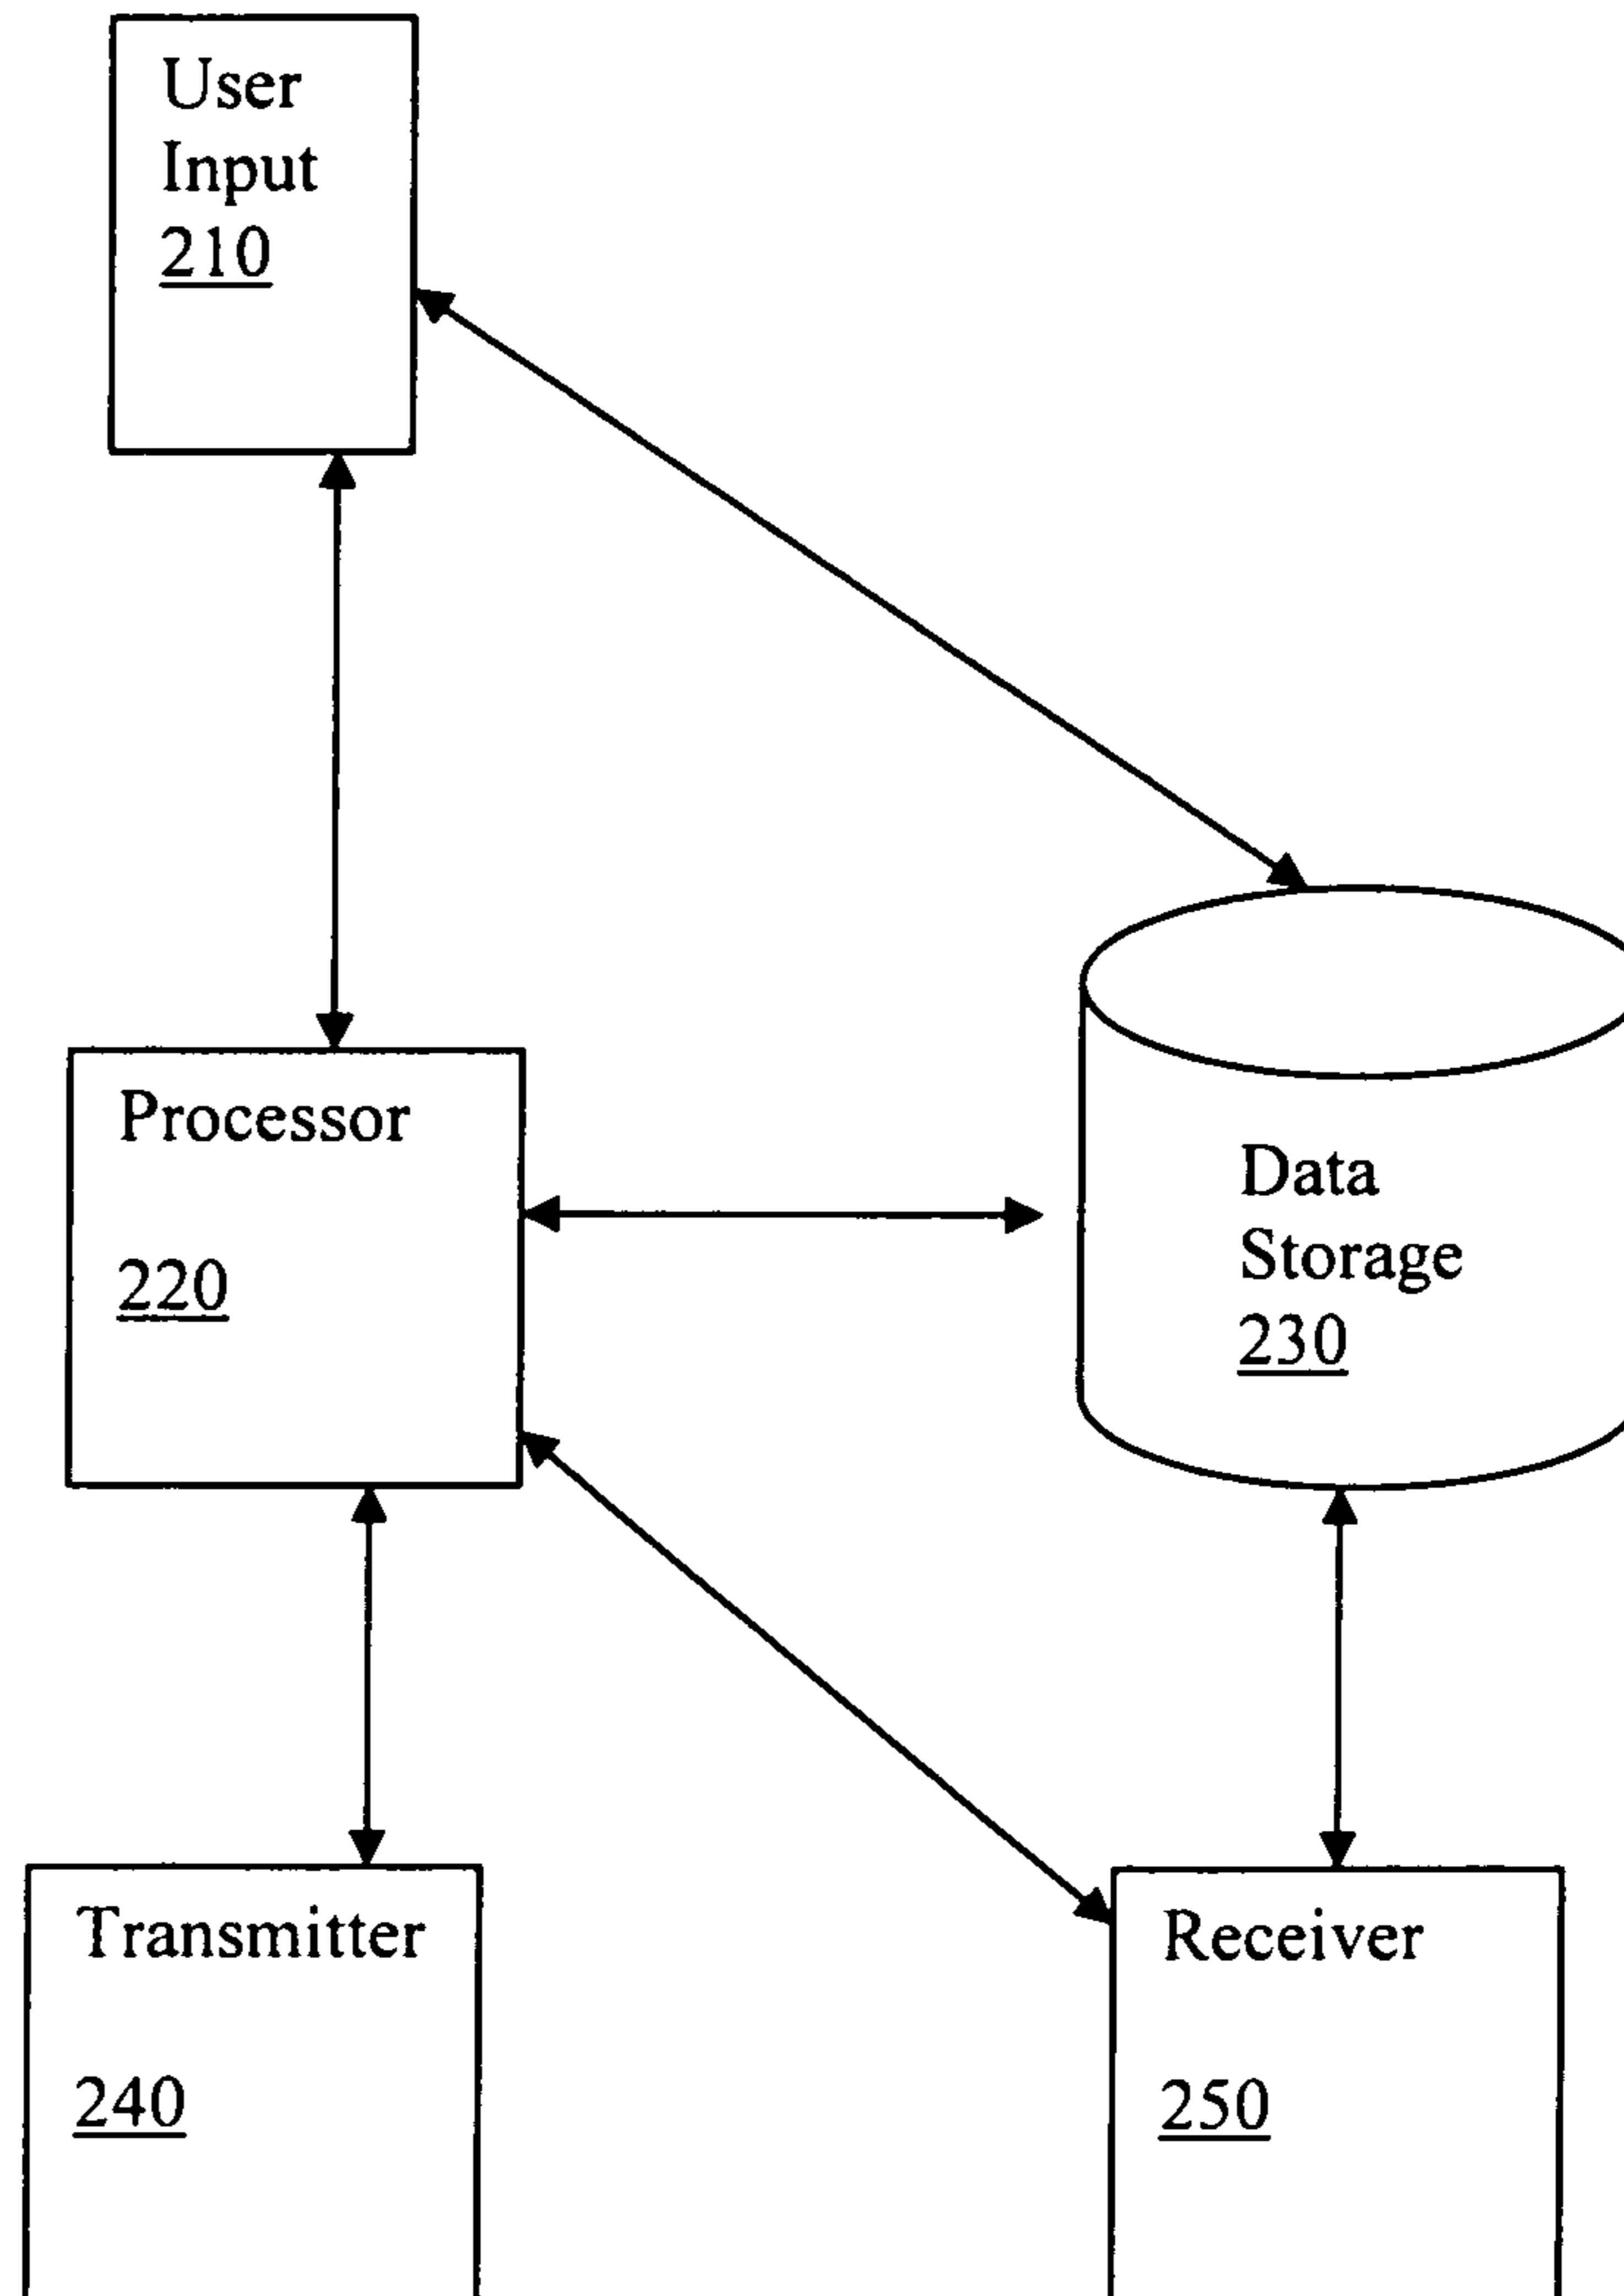 User
Input
210
Processor
220
Data
Storage
230
Transmitter
240
Receiver
250